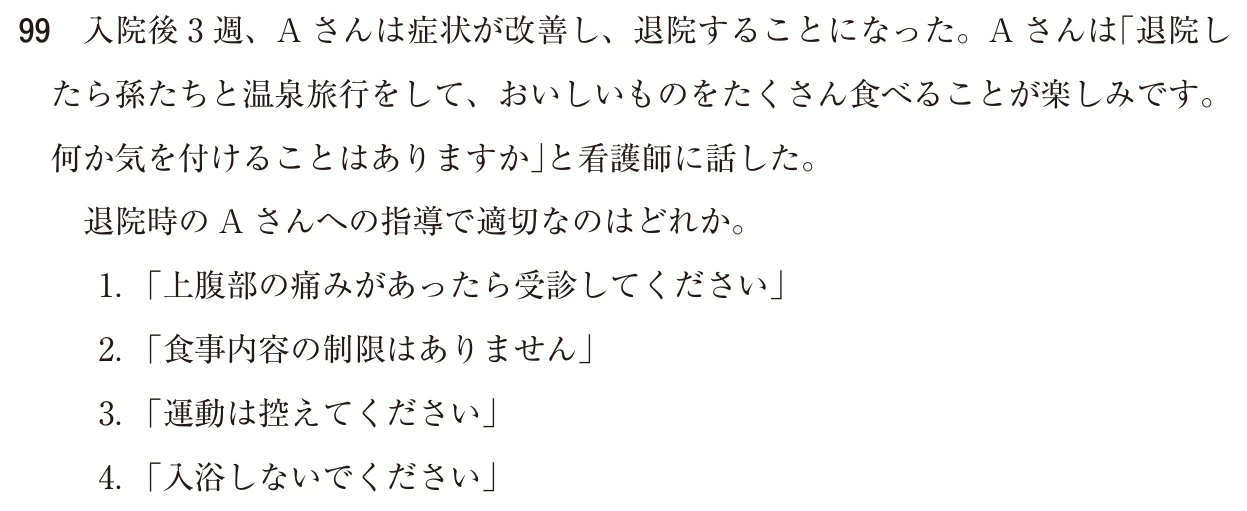 99 入院後 3 週、A さんは症状が改善し、退院することになった。A さんは「退院し
たら孫たちと温泉旅行をして、おいしいものをたくさん食べることが楽しみです。
何か気を付けることはありますか」と看護師に話した。
退院時の A さんへの指導で適切なのはどれか。
1. 「上腹部の痛みがあったら受診してください」
2. 「食事内容の制限はありません」
3. 「運動は控えてください」
4. 「入浴しないでください」